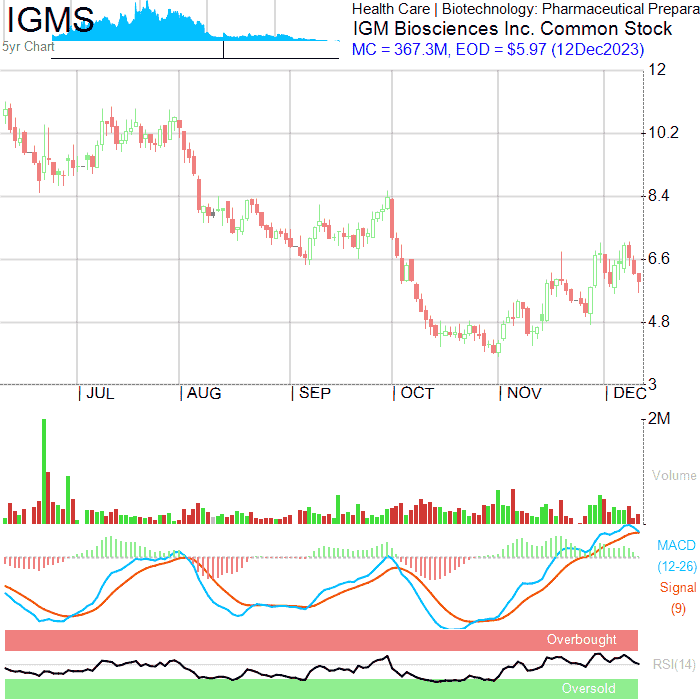 IGMS
Health Care | Biotechnology: Pharmaceutical Prepara
IGM Biosciences Inc. Common Stock
5yr Chart
MC = 367.3M, EOD = $5.97 (12Dec2023)
12
10.2
8.4
6.6
4.8
3
| JUL | AUG | SEP | OCT | NOV | DEC
2M
Volume
MACD
(12-26)
Signal
(9)
Overbought
RSI(14)
Oversold